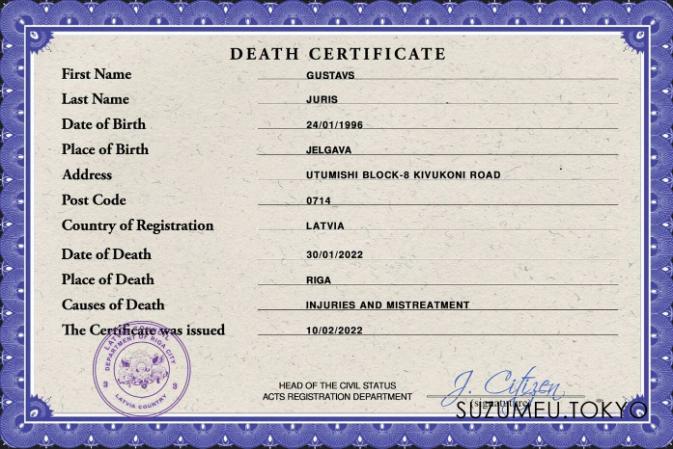 DEATH CERTIFICATE
First Name GUSTAVS
Last Name JURIS
Date of Birth 24/01/1996
Place of Birth JELGAVA
Address UTUMISHI BLOCK-8 KIVUKONI ROAD
Post Code 0714
Country of Registration LATVIA
Date of Death 30/01/2022
Place of Death RIGA
Causes of Death INJURIES AND MISTREATMENT
The Certificate was issued 10/02/2022
DEPARTMENT OF RIGA CITY
LATVIA COUNTRY
HEAD OF THE CIVIL STATUS
ACTS REGISTRATION DEPARTMENT
J. Citizen
(signature)
SUZUMEU.TOKYO